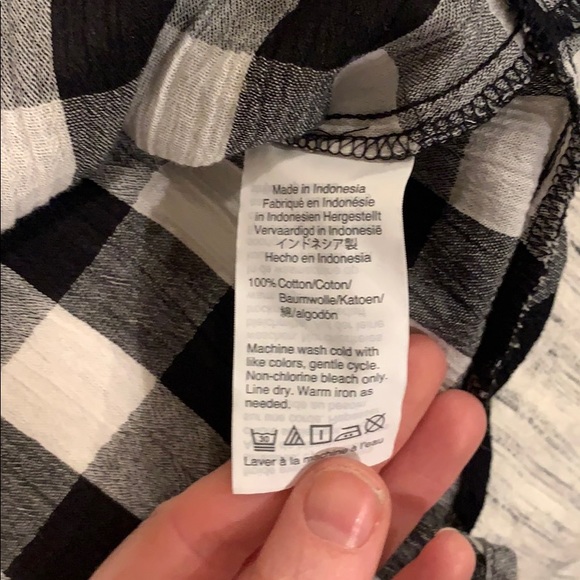 Made in Indonesia
Fabriqué en Indonésie
in Indonesien Hergestellt
Vervaardigd in Indonesië
インドネシア製
Hecho en Indonesia
100% Cotton/Coton/
Baumwolle/Katoen/
綿/algodón
Machine wash cold with
like colors, gentle cycle.
Non-chlorine bleach only.
Line dry. Warm iron as
needed.
30
Laver à la machine à l'eau